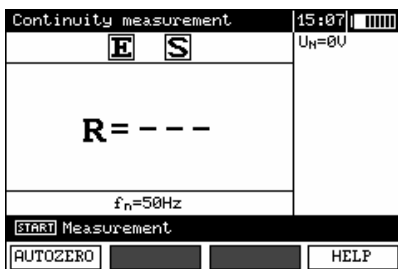 Continuity measurement 15:07
E S
Uₙ=0V
R=---
fₙ=50Hz
START Measurement
AUTOZERO HELP